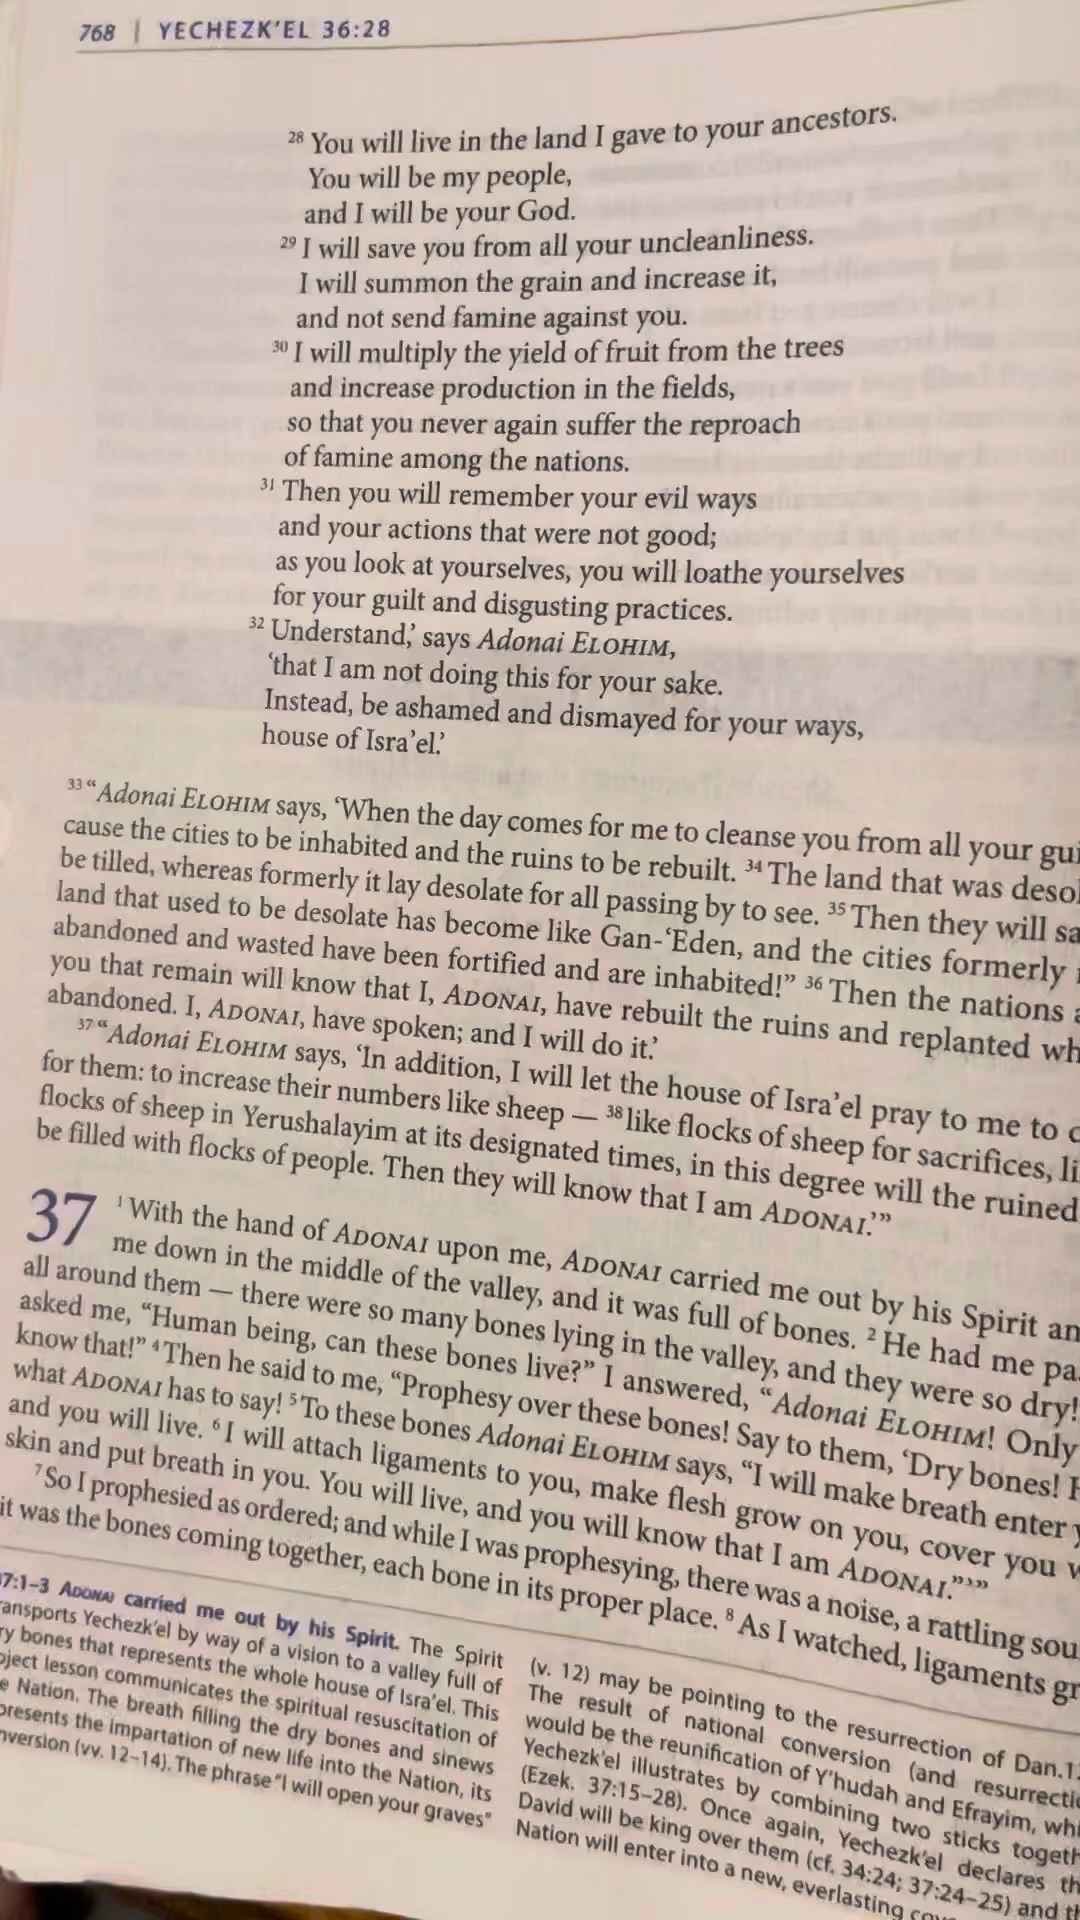 768 | YECHEZK’EL 36:28
28 You will live in the land I gave to your ancestors.
You will be my people,
and I will be your God.
29 I will save you from all your uncleanliness.
I will summon the grain and increase it,
and not send famine against you.
30 I will multiply the yield of fruit from the trees
and increase production in the fields,
so that you never again suffer the reproach
of famine among the nations.
31 Then you will remember your evil ways
and your actions that were not good;
as you look at yourselves, you will loathe yourselves
for your guilt and disgusting practices.
32 Understand,’ says Adonai ELOHIM,
‘that I am not doing this for your sake.
Instead, be ashamed and dismayed for your ways,
house of Isra’el.’
33 “Adonai ELOHIM says, ‘When the day comes for me to cleanse you from all your
cause the cities to be inhabited and the ruins to be rebuilt. 34 The land that was
be tilled, whereas formerly it lay desolate for all passing by to see. 35 Then they will
land that used to be desolate has become like Gan-‘Eden, and the cities formerly
abandoned and wasted have been fortified and are inhabited!” 36 Then the nations
you that remain will know that I, ADONAI, have rebuilt the ruins and replanted
abandoned. I, ADONAI, have spoken; and I will do it.’
37 “Adonai ELOHIM says, ‘In addition, I will let the house of Isra’el pray to me to
for them: to increase their numbers like sheep — 38 like flocks of sheep for sacrifices,
flocks of sheep in Yerushalayim at its designated times, in this degree will the ruined
be filled with flocks of people. Then they will know that I am ADONAI.’”
37 1 With the hand of ADONAI upon me, ADONAI carried me out by his Spirit
me down in the middle of the valley, and it was full of bones. 2 He had me
all around them — there were so many bones lying in the valley, and they were so dry!
asked me, “Human being, can these bones live?” I answered, “Adonai ELOHIM! Only
know that!” 4 Then he said to me, “Prophesy over these bones! Say to them, ‘Dry bones!
what ADONAI has to say! 5 To these bones Adonai ELOHIM says, “I will make breath enter
and you will live. 6 I will attach ligaments to you, make flesh grow on you, cover you
skin and put breath in you. You will live, and you will know that I am ADONAI.”’”
7 So I prophesied as ordered; and while I was prophesying, there was a noise, a rattling
it was the bones coming together, each bone in its proper place. 8 As I watched, ligaments
7:1–3 ADONAI carried me out by his Spirit. The Spirit
Yechezk’el by way of a vision to a valley full of
bones that represents the whole house of Isra’el. This
lesson communicates the spiritual resuscitation of
Nation. The breath filling the dry bones and sinews
the impartation of new life into the Nation, its
(vv. 12–14). The phrase “I will open your graves”
(v. 12) may be pointing to the resurrection of Dan.
The result of national conversion (and
would be the reunification of Y’hudah and Efrayim,
Yechezk’el illustrates by combining two sticks
(Ezek. 37:15–28). Once again, Yechezk’el declares
David will be king over them (cf. 34:24; 37:24–25) and
Nation will enter into a new, everlasting